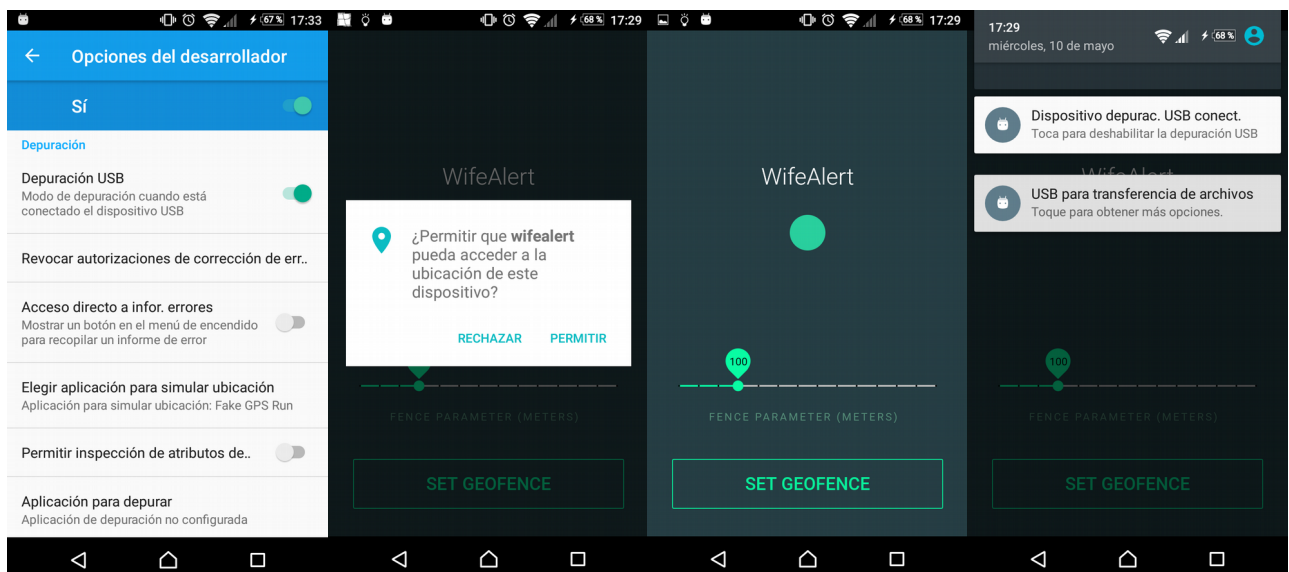 67% 17:33
Opciones del desarrollador
Sí
Depuración
Depuración USB
Modo de depuración cuando está
conectado el dispositivo USB
Revocar autorizaciones de corrección de err..
Acceso directo a infor. errores
Mostrar un botón en el menú de encendido
para recopilar un informe de error
Elegir aplicación para simular ubicación
Aplicación para simular ubicación: Fake GPS Run
Permitir inspección de atributos de..
Aplicación para depurar
Aplicación de depuración no configurada
68% 17:29
WifeAlert
¿Permitir que wifealert
pueda acceder a la
ubicación de este
dispositivo?
RECHAZAR PERMITIR
FENCE PARAMETER (METERS)
SET GEOFENCE
68% 17:29
WifeAlert
100
FENCE PARAMETER (METERS)
SET GEOFENCE
17:29
miércoles, 10 de mayo
68%
Dispositivo depurac. USB conect.
Toca para deshabilitar la depuración USB
WifeAlert
USB para transferencia de archivos
Toque para obtener más opciones.
100
FENCE PARAMETER (METERS)
SET GEOFENCE